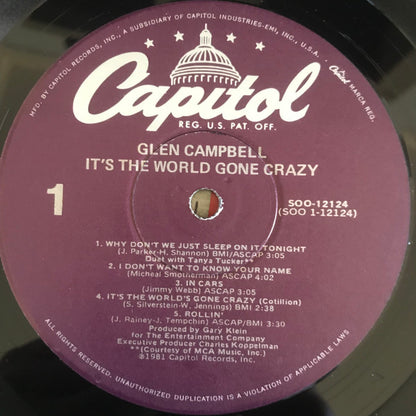 MFD. BY CAPITOL RECORDS, INC., A SUBSIDIARY OF CAPITOL INDUSTRIES-EMI, INC., U.S.A.
Capitol
MARCA REG.
Capitol
REG. U.S. PAT. OFF.
GLEN CAMPBELL
IT'S THE WORLD GONE CRAZY
1
SOO-12124
(SOO 1-12124)
1. WHY DON'T WE JUST SLEEP ON IT TONIGHT
(J. Parker-H. Shannon) BMI/ASCAP 3:05
Duet with Tanya Tucker**
2. I DON'T WANT TO KNOW YOUR NAME
(Micheal Smotherman) ASCAP 4:02
3. IN CARS
(Jimmy Webb) ASCAP 3:05
4. IT'S THE WORLD'S GONE CRAZY (Cotillion)
(S. Silverstein-W. Jennings) BMI 2:38
5. ROLLIN'
(J. Rainey-J. Tempchin) ASCAP/BMI 3:30
Produced by Gary Klein
for The Entertainment Company
Executive Producer Charles Koppelman
**(Courtesy of MCA Music, Inc.)
©1981 Capitol Records, Inc.
ALL RIGHTS RESERVED. UNAUTHORIZED DUPLICATION IS A VIOLATION OF APPLICABLE LAWS